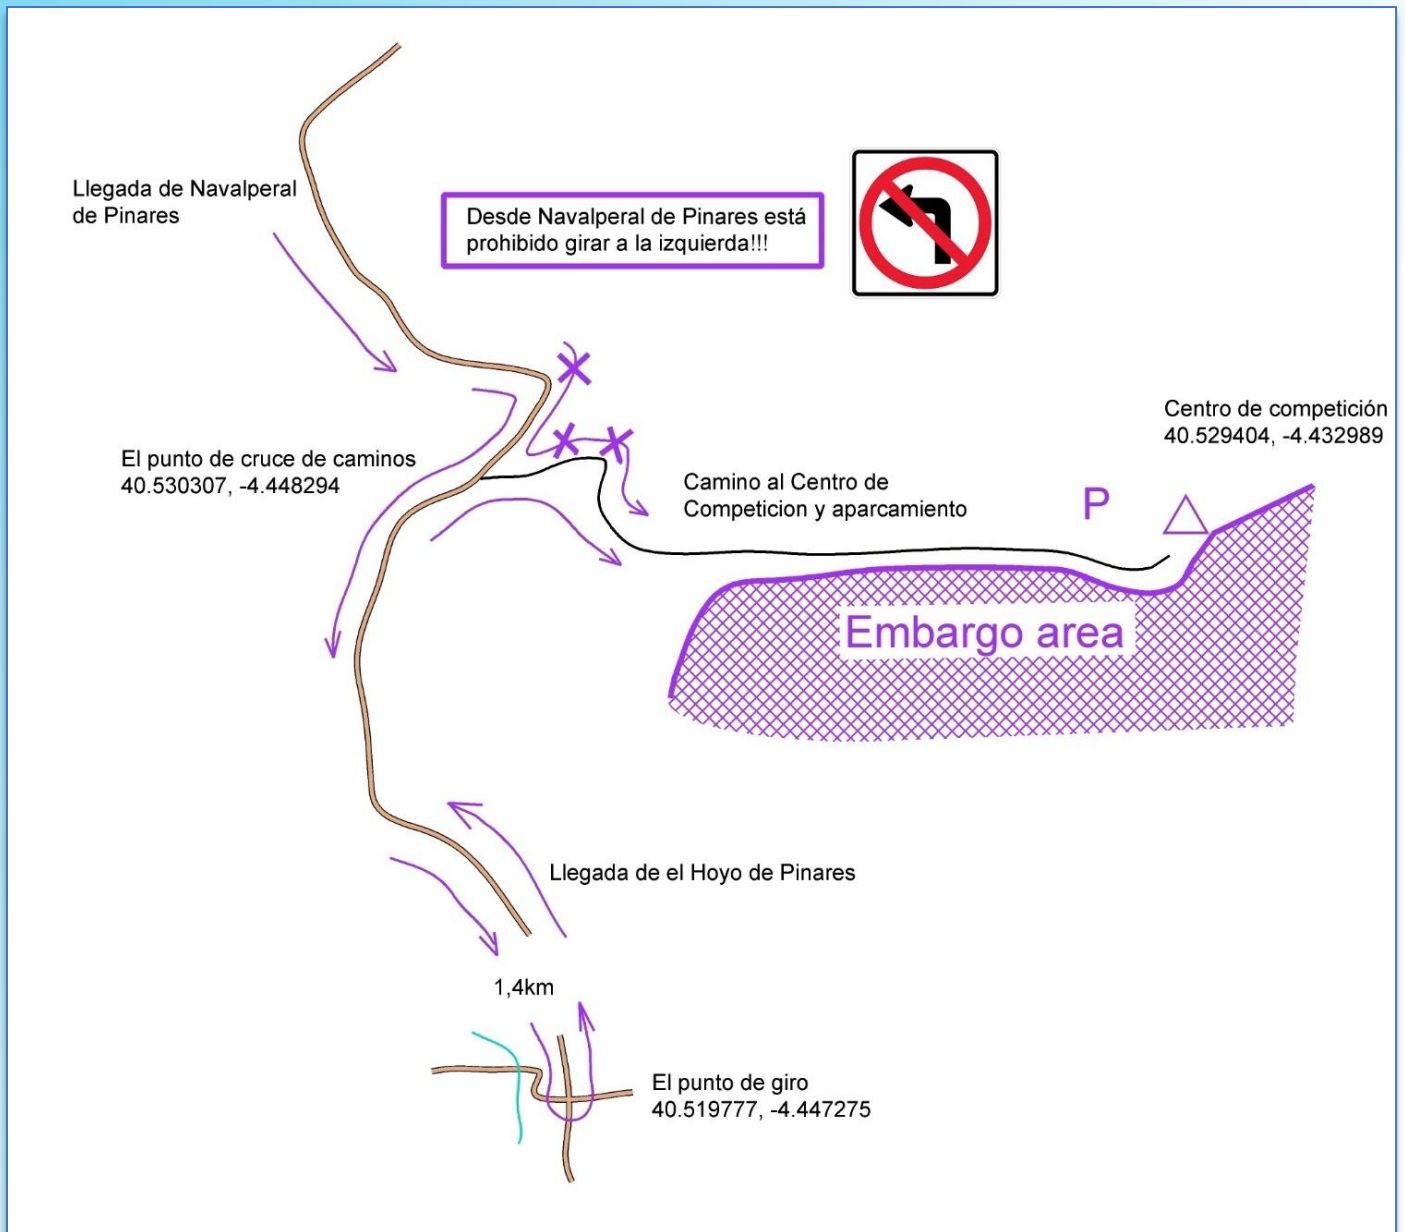 Llegada de Navalperal
de Pinares
Desde Navalperal de Pinares está
prohibido girar a la izquierda!!!
Centro de competición
40.529404, -4.432989
El punto de cruce de caminos
40.530307, -4.448294
Camino al Centro de
Competicion y aparcamiento
P
Embargo area
Llegada de el Hoyo de Pinares
1,4km
El punto de giro
40.519777, -4.447275